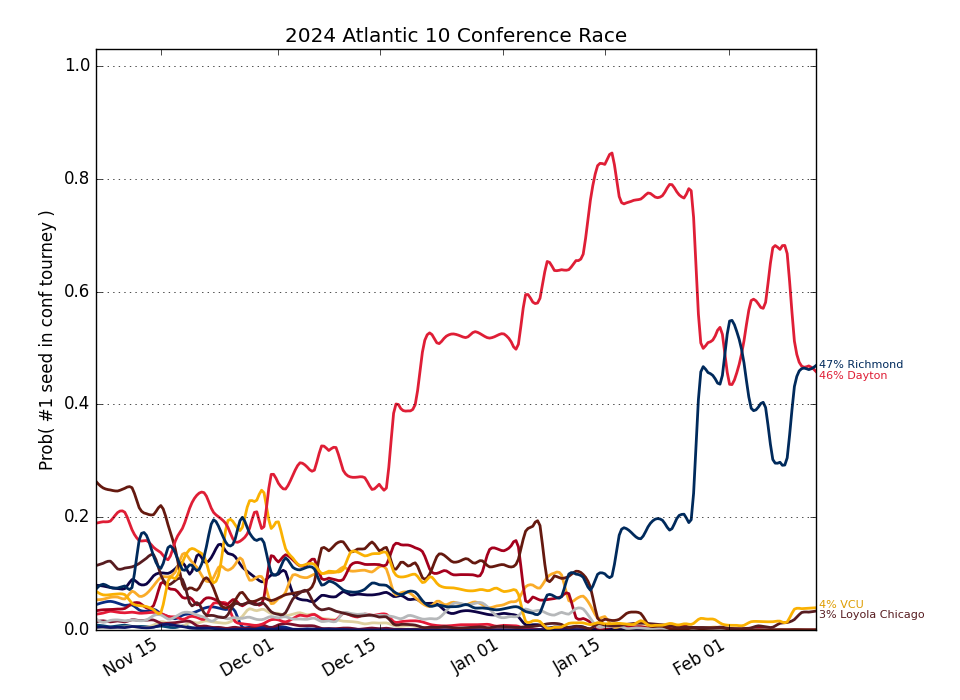 2024 Atlantic 10 Conference Race
Prob( #1 seed in conf tourney )
1.0
0.8
0.6
0.4
0.2
0.0
47% Richmond
46% Dayton
4% VCU
3% Loyola Chicago
Nov 15
Dec 01
Dec 15
Jan 01
Jan 15
Feb 01